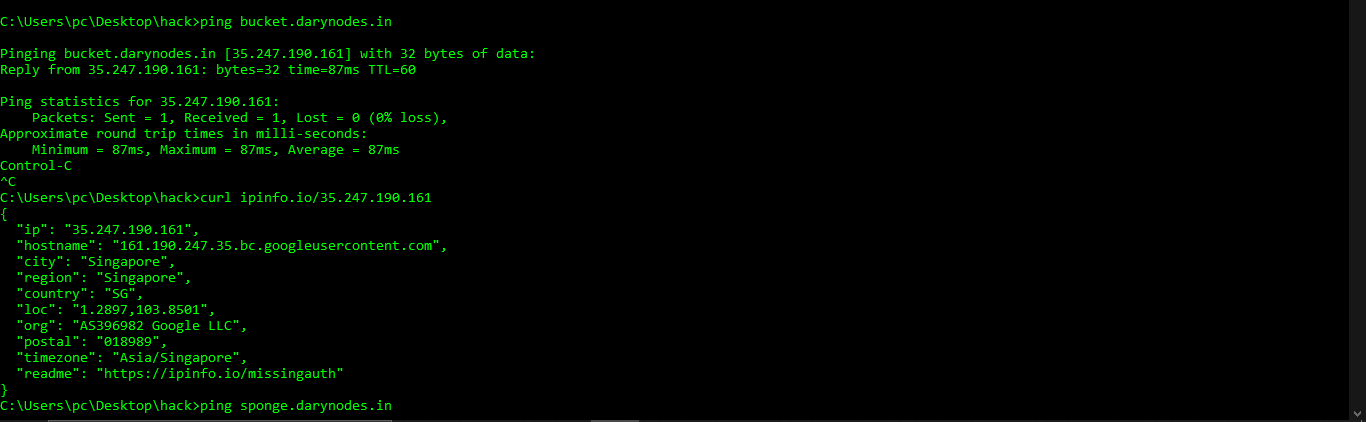 C:\Users\pc\Desktop\hack>ping bucket.darynodes.in
Pinging bucket.darynodes.in [35.247.190.161] with 32 bytes of data:
Reply from 35.247.190.161: bytes=32 time=87ms TTL=60
Ping statistics for 35.247.190.161:
    Packets: Sent = 1, Received = 1, Lost = 0 (0% loss),
Approximate round trip times in milli-seconds:
    Minimum = 87ms, Maximum = 87ms, Average = 87ms
Control-C
^C
C:\Users\pc\Desktop\hack>curl ipinfo.io/35.247.190.161
{
  "ip": "35.247.190.161",
  "hostname": "161.190.247.35.bc.googleusercontent.com",
  "city": "Singapore",
  "region": "Singapore",
  "country": "SG",
  "loc": "1.2897,103.8501",
  "org": "AS396982 Google LLC",
  "postal": "018989",
  "timezone": "Asia/Singapore",
  "readme": "https://ipinfo.io/missingauth"
}
C:\Users\pc\Desktop\hack>ping sponge.darynodes.in